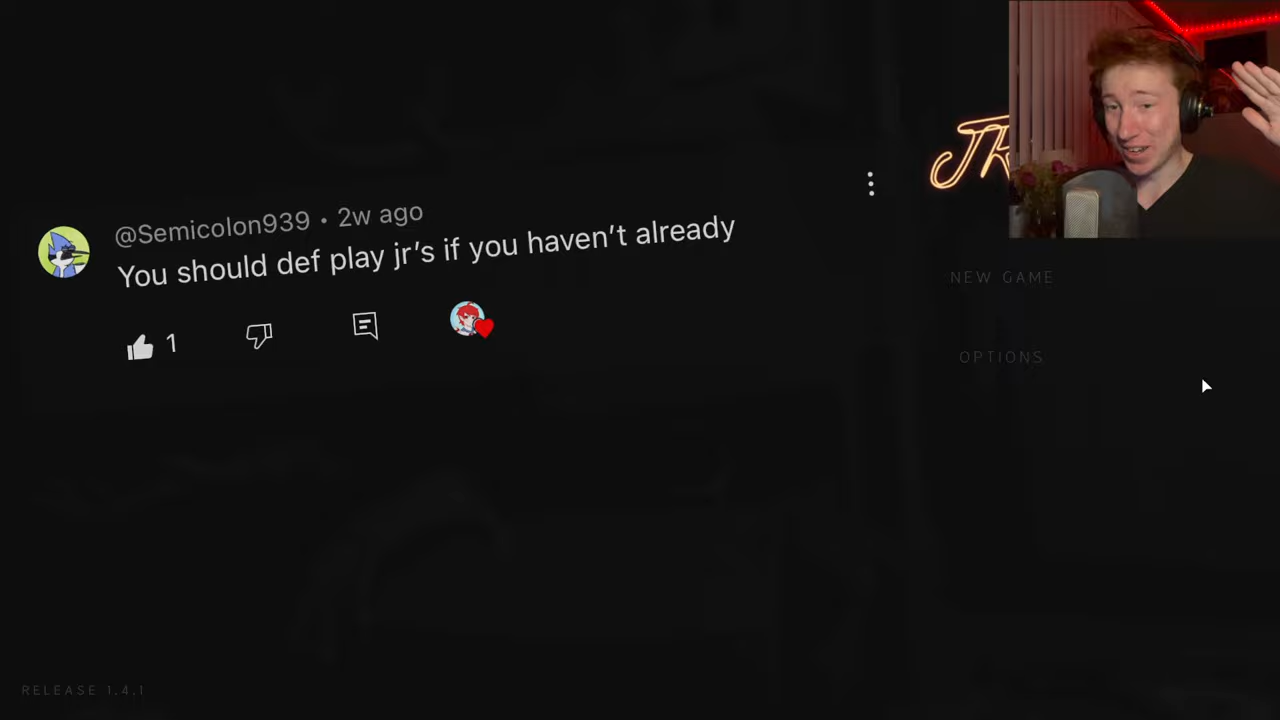 @Semicolon939 • 2w ago
You should def play jr’s if you haven’t already
1
JR
NEW GAME
OPTIONS
RELEASE 1.4.1